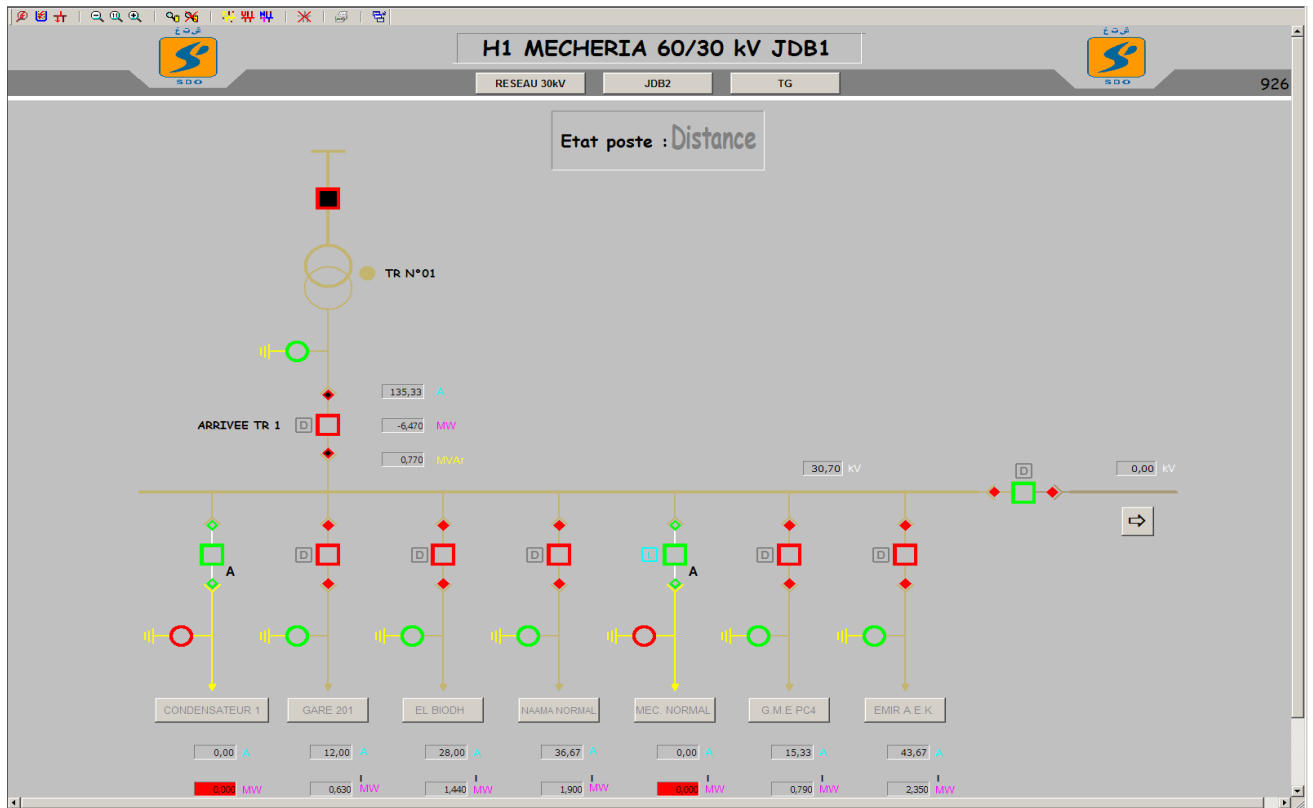 ش ت غ
SDO
H1 MECHERIA 60/30 kV JDB1
ش ت غ
SDO
RESEAU 30kV
JDB2
TG
926
Etat poste : Distance
TR N°01
135,33 A
ARRIVEE TR 1
D
-6,470 MW
0,770 MVAr
30,70 kV
D
0,00 kV
D
D
D
L
D
D
A
A
CONDENSATEUR 1
GARE 201
EL BIODH
NAAMA NORMAL
MEC. NORMAL
G.M.E PC4
EMIR A.E.K.
0,00 A
12,00 A
28,00 A
36,67 A
0,00 A
15,33 A
43,67 A
0,000 MW
0,630 MW
1,440 MW
1,900 MW
0,000 MW
0,790 MW
2,350 MW